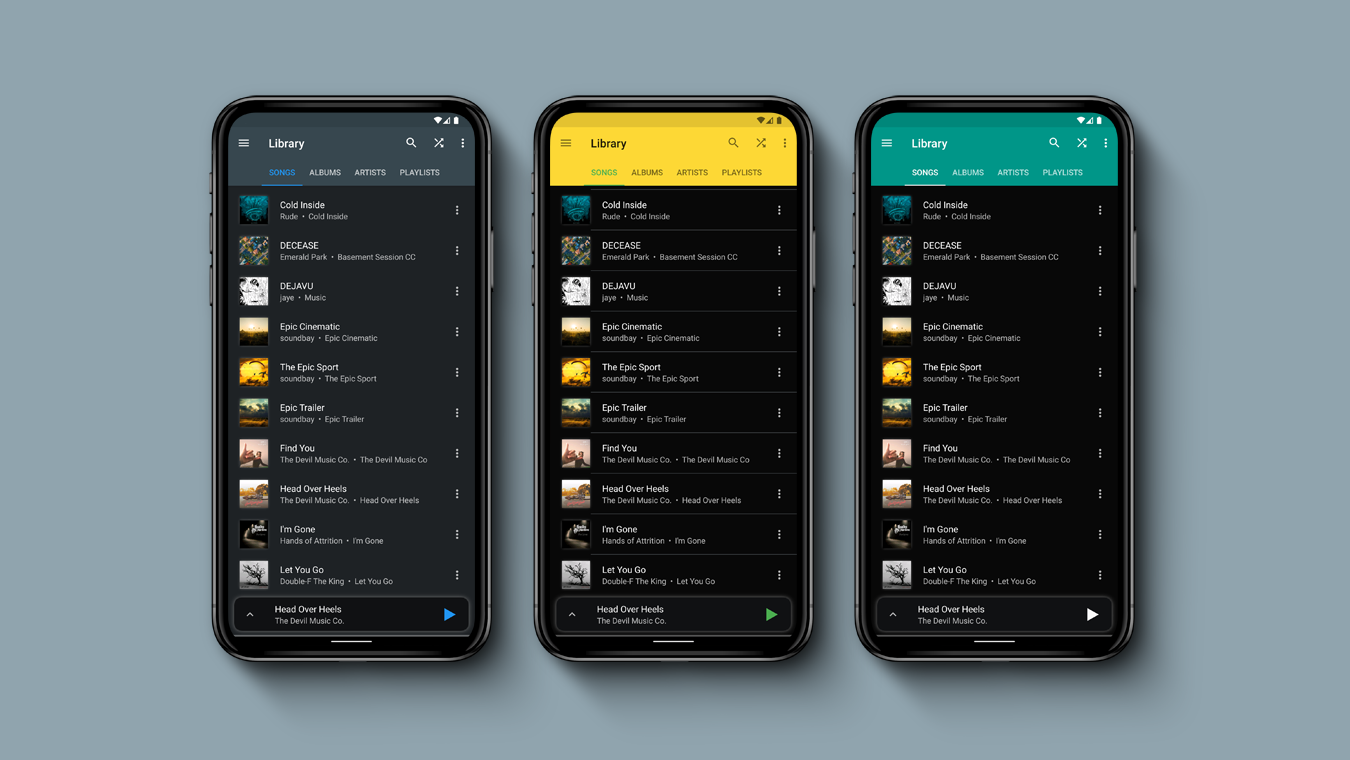 Library
SONGS ALBUMS ARTISTS PLAYLISTS
Cold Inside
Rude • Cold Inside
DECEASE
Emerald Park • Basement Session CC
DEJAVU
jaye • Music
Epic Cinematic
soundbay • Epic Cinematic
The Epic Sport
soundbay • The Epic Sport
Epic Trailer
soundbay • Epic Trailer
Find You
The Devil Music Co. • The Devil Music Co
Head Over Heels
The Devil Music Co. • Head Over Heels
I'm Gone
Hands of Attrition • I'm Gone
Let You Go
Double-F The King • Let You Go
Head Over Heels
The Devil Music Co.
Library
SONGS ALBUMS ARTISTS PLAYLISTS
Cold Inside
Rude • Cold Inside
DECEASE
Emerald Park • Basement Session CC
DEJAVU
jaye • Music
Epic Cinematic
soundbay • Epic Cinematic
The Epic Sport
soundbay • The Epic Sport
Epic Trailer
soundbay • Epic Trailer
Find You
The Devil Music Co. • The Devil Music Co
Head Over Heels
The Devil Music Co. • Head Over Heels
I'm Gone
Hands of Attrition • I'm Gone
Let You Go
Double-F The King • Let You Go
Head Over Heels
The Devil Music Co.
Library
SONGS ALBUMS ARTISTS PLAYLISTS
Cold Inside
Rude • Cold Inside
DECEASE
Emerald Park • Basement Session CC
DEJAVU
jaye • Music
Epic Cinematic
soundbay • Epic Cinematic
The Epic Sport
soundbay • The Epic Sport
Epic Trailer
soundbay • Epic Trailer
Find You
The Devil Music Co. • The Devil Music Co
Head Over Heels
The Devil Music Co. • Head Over Heels
I'm Gone
Hands of Attrition • I'm Gone
Let You Go
Double-F The King • Let You Go
Head Over Heels
The Devil Music Co.